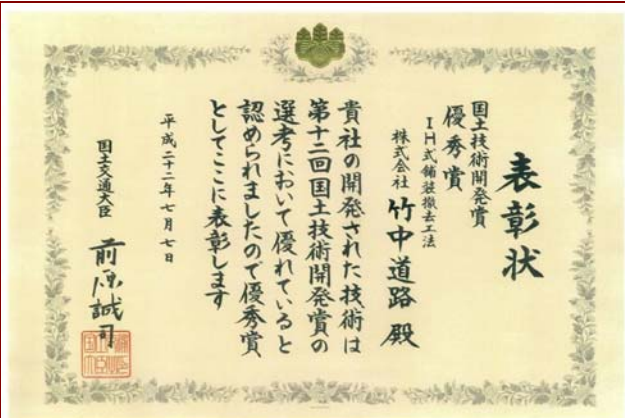 表彰状
国土技術開発賞
優秀賞
IH式舗装撤去工法
株式会社 竹中道路 殿
貴社の開発された技術は
第十二回国土技術開発賞の
選考において優れていると
認められましたので優秀賞
としてここに表彰します
平成二十二年七月七日
国土交通大臣 前原誠司